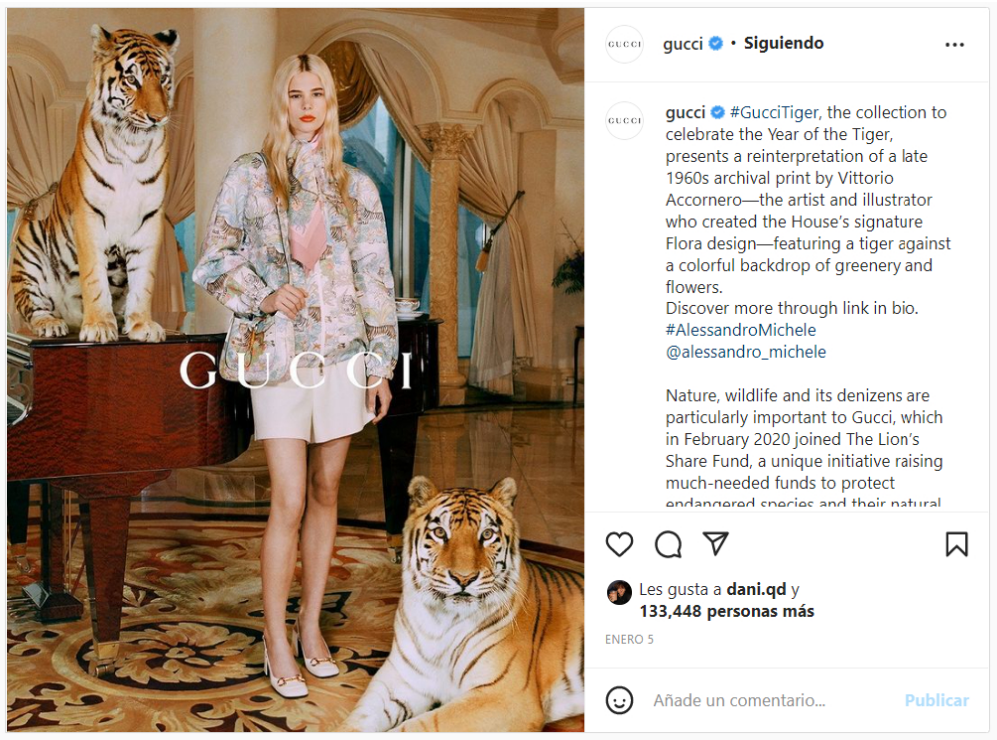 GUCCI
GUCCI
gucci • Siguiendo
GUCCI
gucci #GucciTiger, the collection to
celebrate the Year of the Tiger,
presents a reinterpretation of a late
1960s archival print by Vittorio
Accornero—the artist and illustrator
who created the House's signature
Flora design—featuring a tiger against
a colorful backdrop of greenery and
flowers.
Discover more through link in bio.
#AlessandroMichele
@alessandro_michele
Nature, wildlife and its denizens are
particularly important to Gucci, which
in February 2020 joined The Lion's
Share Fund, a unique initiative raising
much-needed funds to protect
endangered species and their natural
Les gusta a dani.qd y
133,448 personas más
ENERO 5
Añade un comentario...
Publicar